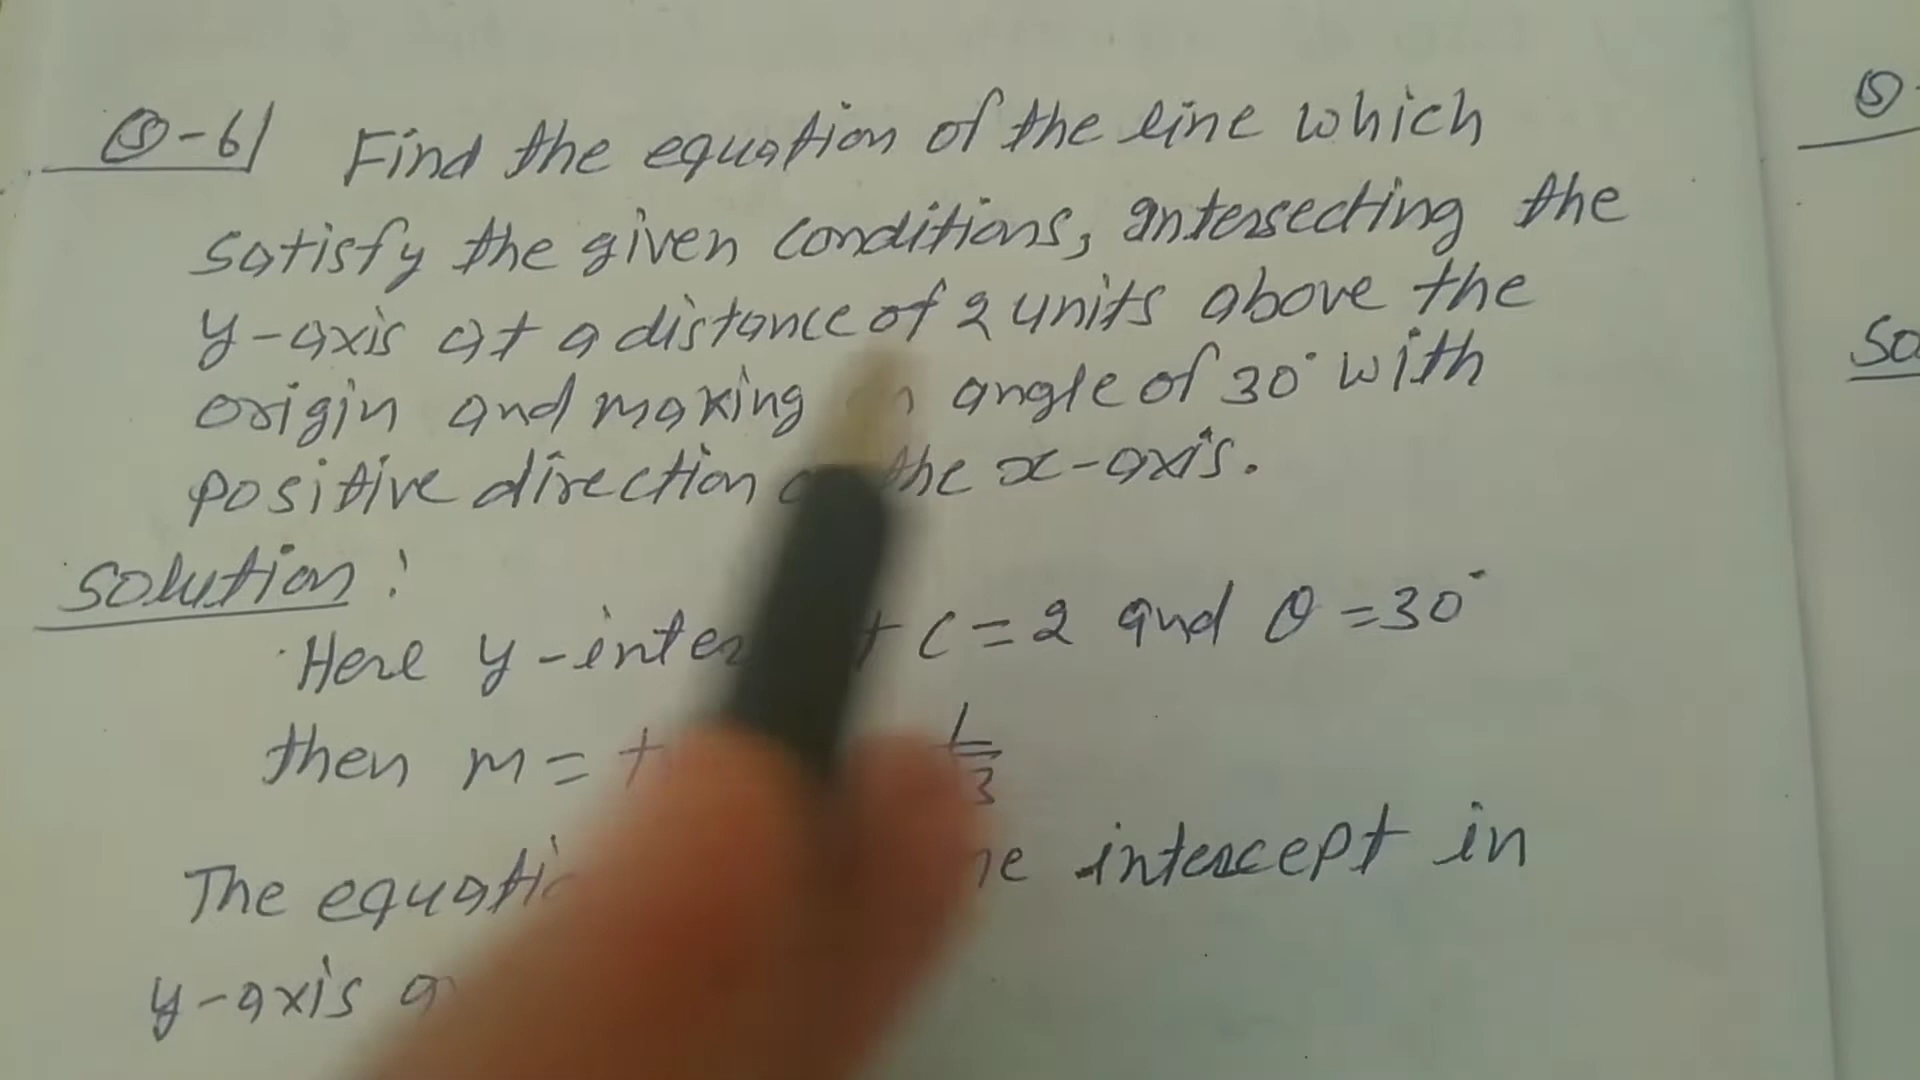 Q-6| Find the equation of the line which
satisfy the given conditions, Intersecting the
y-axis at a distance of 2 units above the
origin and making angle of 30° with
positive direction the x-axis.
Solution:
Here y-inte c=2 and θ=30°
then m=t
The equatio intercept in
y-axis a
Q-
So